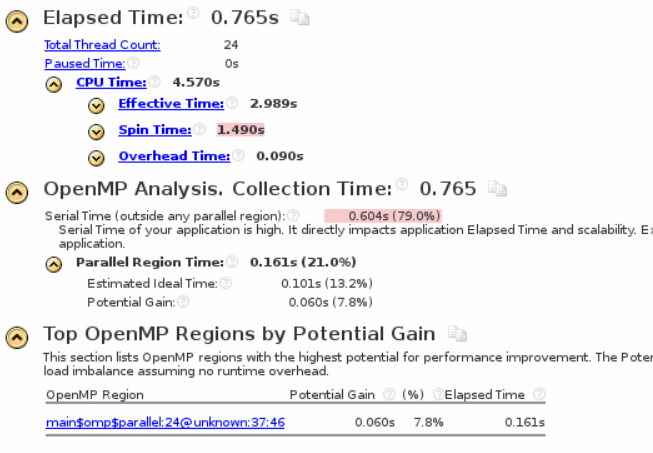 Elapsed Time: 0.765s
Total Thread Count: 24
Paused Time: 0s
CPU Time: 4.570s
Effective Time: 2.989s
Spin Time: 1.490s
Overhead Time: 0.090s
OpenMP Analysis. Collection Time: 0.765
Serial Time (outside any parallel region): 0.604s (79.0%)
Serial Time of your application is high. It directly impacts application Elapsed Time and scalability. Ex
application.
Parallel Region Time: 0.161s (21.0%)
Estimated Ideal Time: 0.101s (13.2%)
Potential Gain: 0.060s (7.8%)
Top OpenMP Regions by Potential Gain
This section lists OpenMP regions with the highest potential for performance improvement. The Poten
load imbalance assuming no runtime overhead.
OpenMP Region Potential Gain (%) Elapsed Time
main$omp$parallel:24@unknown:37:46 0.060s 7.8% 0.161s